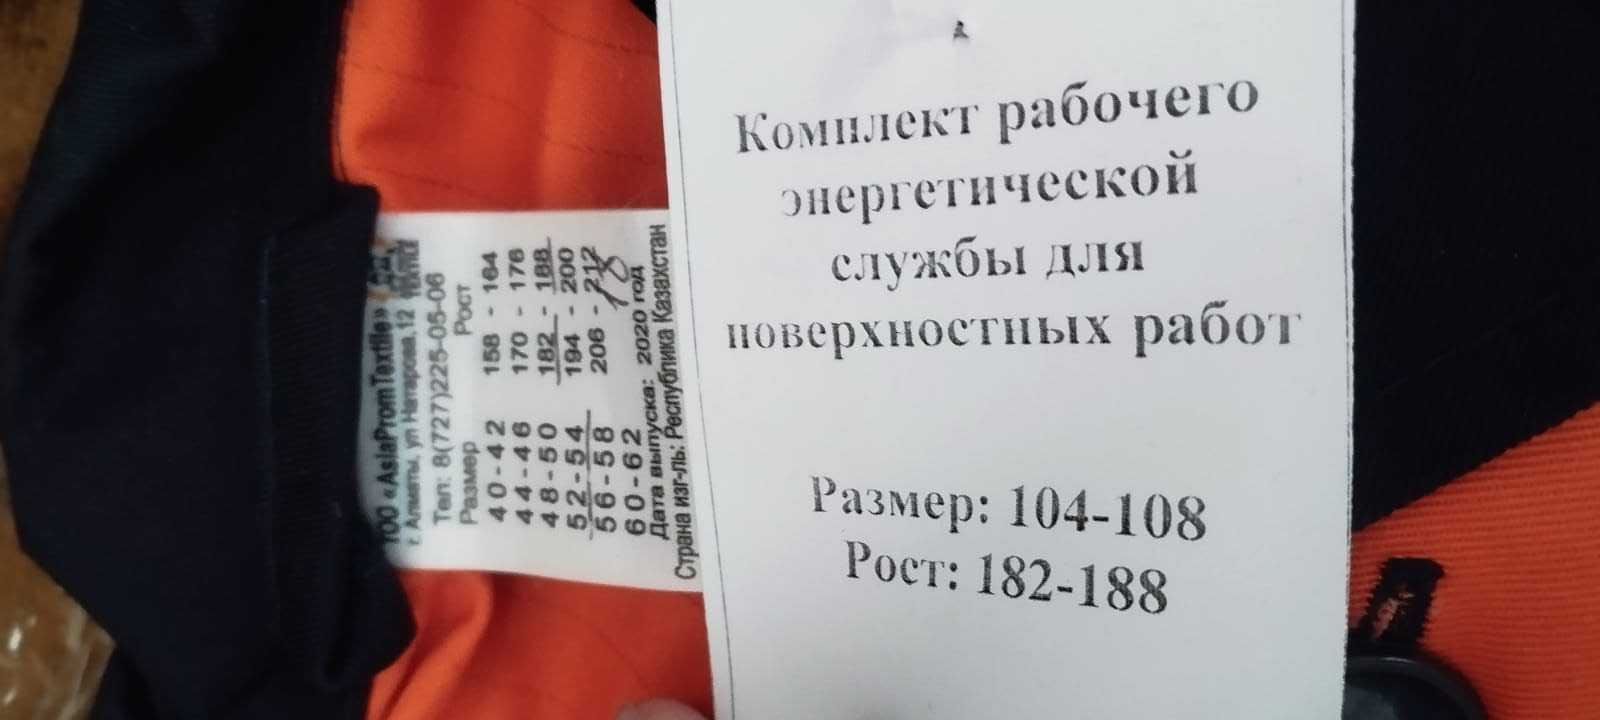 Комплект рабочего
энергетической
службы для
поверхностных работ
Размер: 104-108
Рост: 182-188
ТОО «AsiaPromTextile»
г. Алматы, ул Натарова, 12
Тел: 8(727)225-05-06
Размер Рост
40-42 158 - 164
44-46 170 - 176
48-50 182 - 188
52-54 194 - 200
56-58 206 - 212
60-62
Дата выпуска: 2020 год
Страна изг-ль: Республика Казахстан